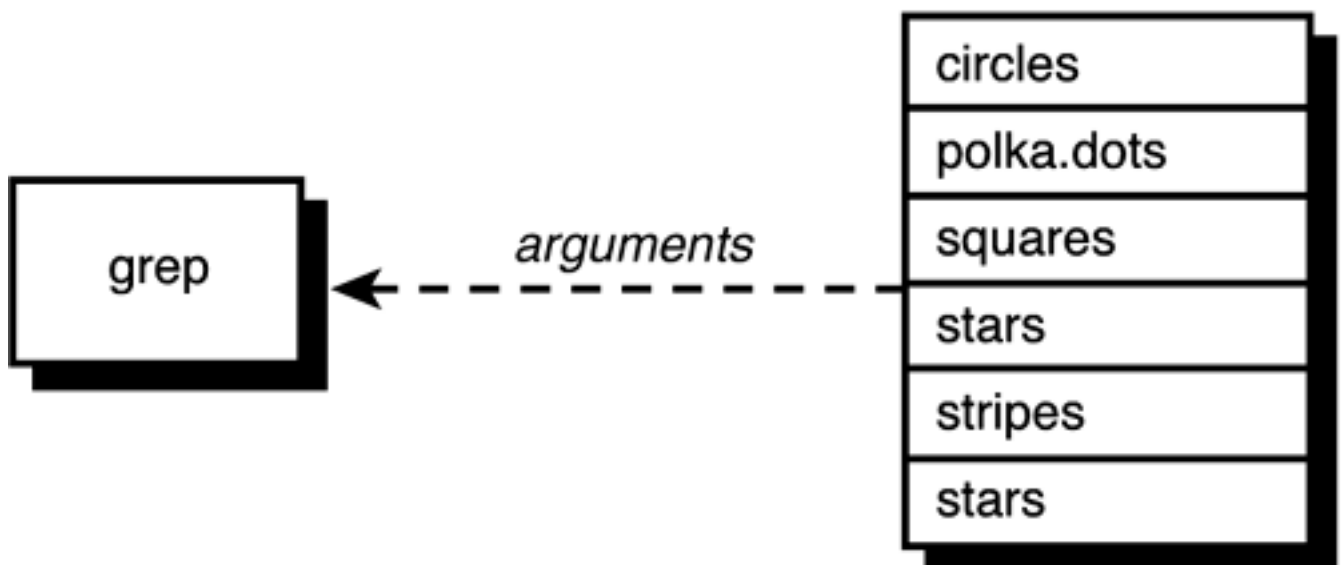 grep
arguments
circles
polka.dots
squares
stars
stripes
stars